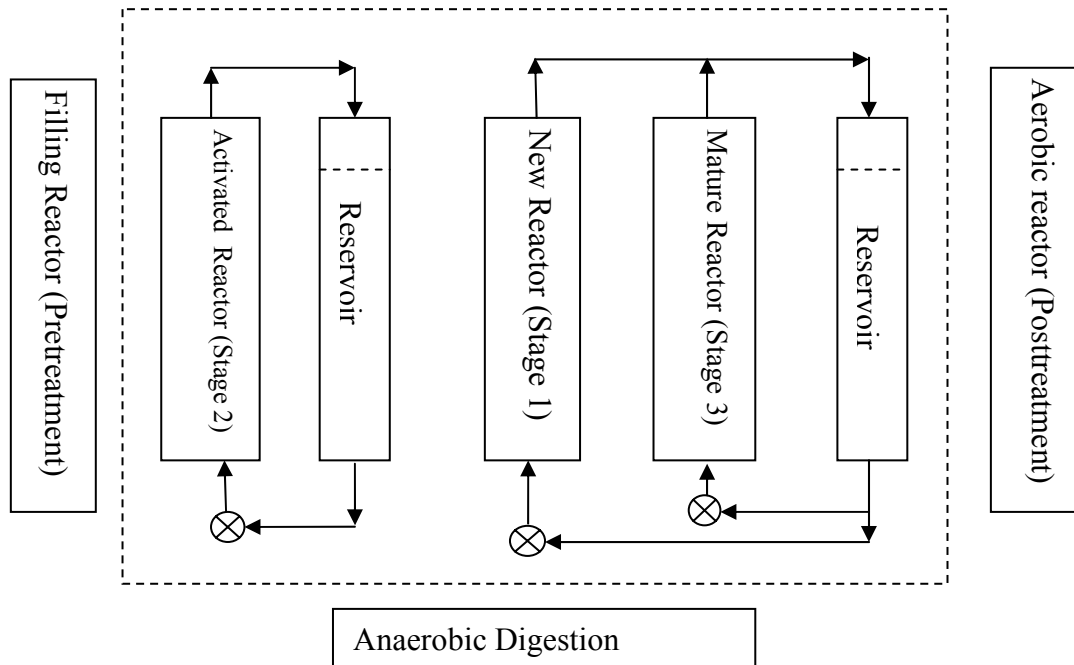 Filling Reactor (Pretreatment)
Activated Reactor (Stage 2)
Reservoir
New Reactor (Stage 1)
Mature Reactor (Stage 3)
Reservoir
Aerobic reactor (Posttreatment)
Anaerobic Digestion